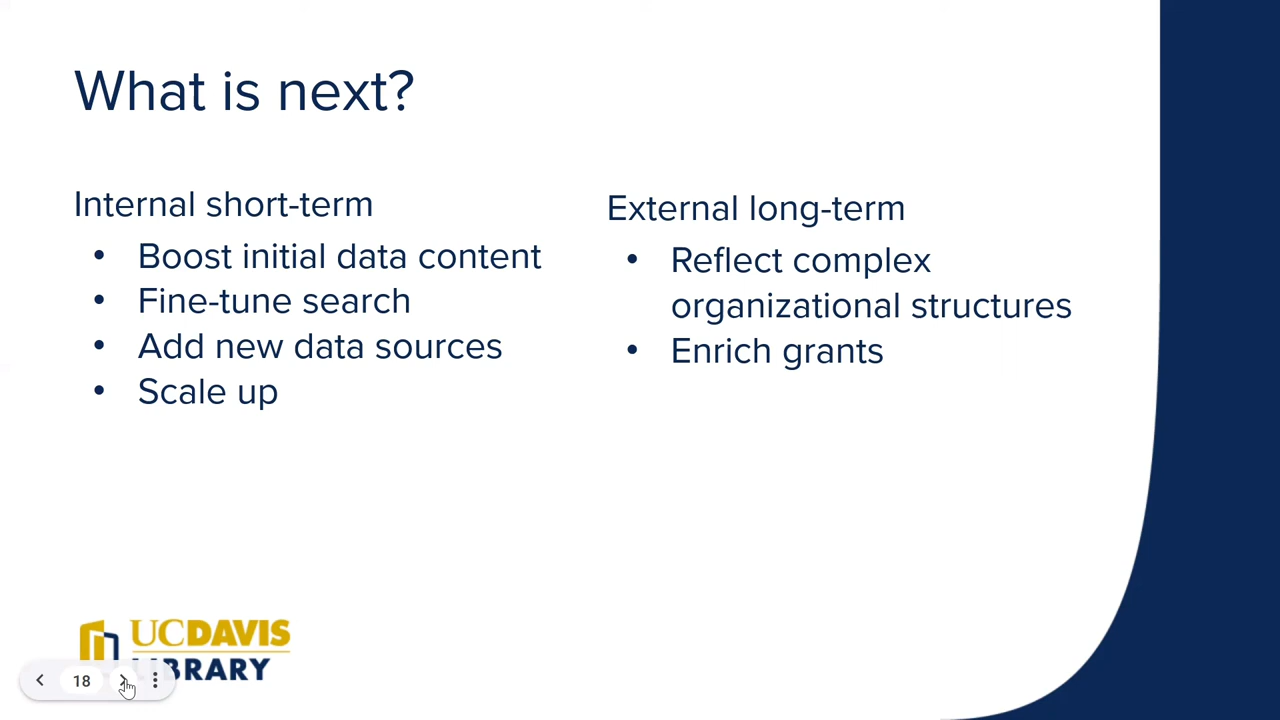 What is next?
Internal short-term
• Boost initial data content
• Fine-tune search
• Add new data sources
• Scale up
External long-term
• Reflect complex
organizational structures
• Enrich grants
UCDAVIS
LIBRARY
18